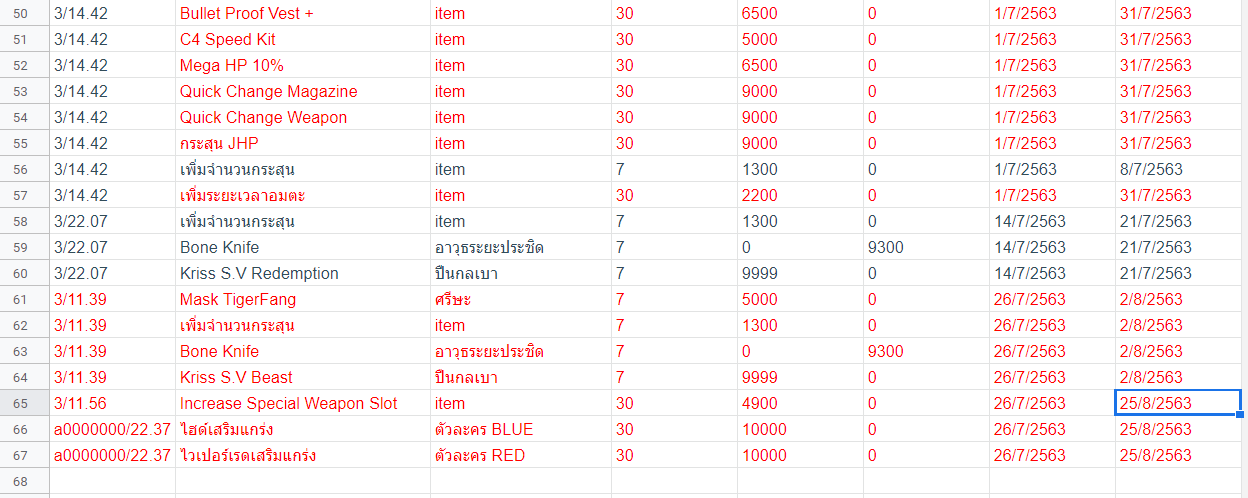 50 3/14.42 Bullet Proof Vest + item 30 6500 0 1/7/2563 31/7/2563
51 3/14.42 C4 Speed Kit item 30 5000 0 1/7/2563 31/7/2563
52 3/14.42 Mega HP 10% item 30 6500 0 1/7/2563 31/7/2563
53 3/14.42 Quick Change Magazine item 30 9000 0 1/7/2563 31/7/2563
54 3/14.42 Quick Change Weapon item 30 9000 0 1/7/2563 31/7/2563
55 3/14.42 กระสุน JHP item 30 9000 0 1/7/2563 31/7/2563
56 3/14.42 เพิ่มจำนวนกระสุน item 7 1300 0 1/7/2563 8/7/2563
57 3/14.42 เพิ่มระยะเวลาอมตะ item 30 2200 0 1/7/2563 31/7/2563
58 3/22.07 เพิ่มจำนวนกระสุน item 7 1300 0 14/7/2563 21/7/2563
59 3/22.07 Bone Knife อาวุธระยะประชิด 7 0 9300 14/7/2563 21/7/2563
60 3/22.07 Kriss S.V Redemption ปืนกลเบา 7 9999 0 14/7/2563 21/7/2563
61 3/11.39 Mask TigerFang ศรีษะ 7 5000 0 26/7/2563 2/8/2563
62 3/11.39 เพิ่มจำนวนกระสุน item 7 1300 0 26/7/2563 2/8/2563
63 3/11.39 Bone Knife อาวุธระยะประชิด 7 0 9300 26/7/2563 2/8/2563
64 3/11.39 Kriss S.V Beast ปืนกลเบา 7 9999 0 26/7/2563 2/8/2563
65 3/11.56 Increase Special Weapon Slot item 30 4900 0 26/7/2563 25/8/2563
66 a0000000/22.37 ไฮด์เสริมแกร่ง ตัวละคร BLUE 30 10000 0 26/7/2563 25/8/2563
67 a0000000/22.37 ไวเปอร์เรดเสริมแกร่ง ตัวละคร RED 30 10000 0 26/7/2563 25/8/2563
68